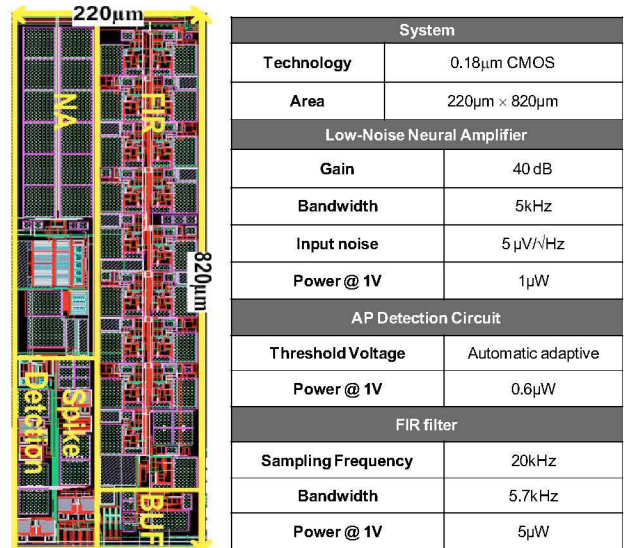 220µm
NA
FIR
820µm
Spike
Detction
BUF
System
Technology 0.18µm CMOS
Area 220µm × 820µm
Low-Noise Neural Amplifier
Gain 40 dB
Bandwidth 5kHz
Input noise 5 µV/√Hz
Power @ 1V 1µW
AP Detection Circuit
Threshold Voltage Automatic adaptive
Power @ 1V 0.6µW
FIR filter
Sampling Frequency 20kHz
Bandwidth 5.7kHz
Power @ 1V 5µW